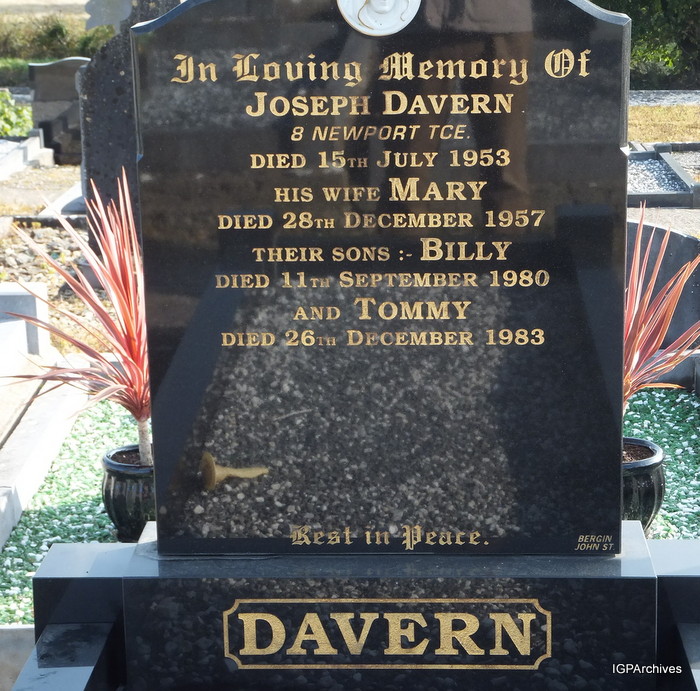 In Loving Memory Of
JOSEPH DAVERN
8 NEWPORT TCE.
DIED 15TH JULY 1953
HIS WIFE MARY
DIED 28TH DECEMBER 1957
THEIR SONS :- BILLY
DIED 11TH SEPTEMBER 1980
AND TOMMY
DIED 26TH DECEMBER 1983
Rest in Peace.
BERGIN
JOHN ST.
DAVERN
IGPArchives